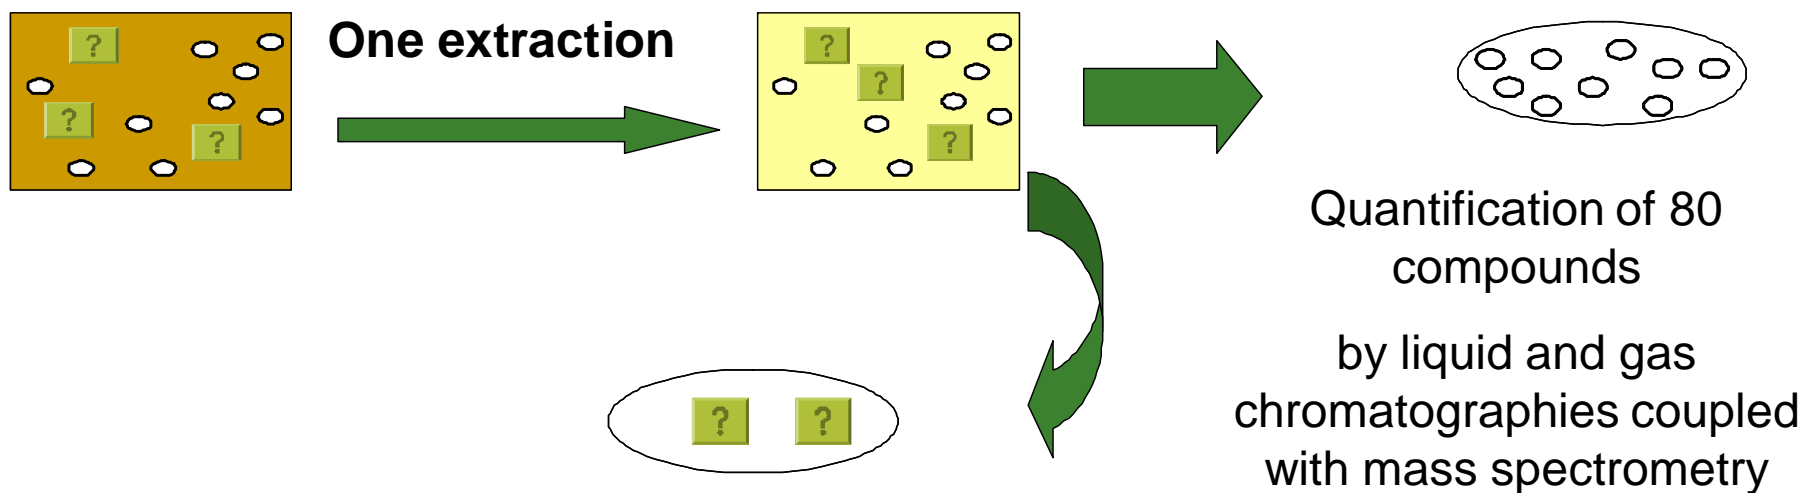 One extraction
?
?
?
?
?
?
Quantification of 80
compounds
by liquid and gas
chromatographies coupled
with mass spectrometry
?
?